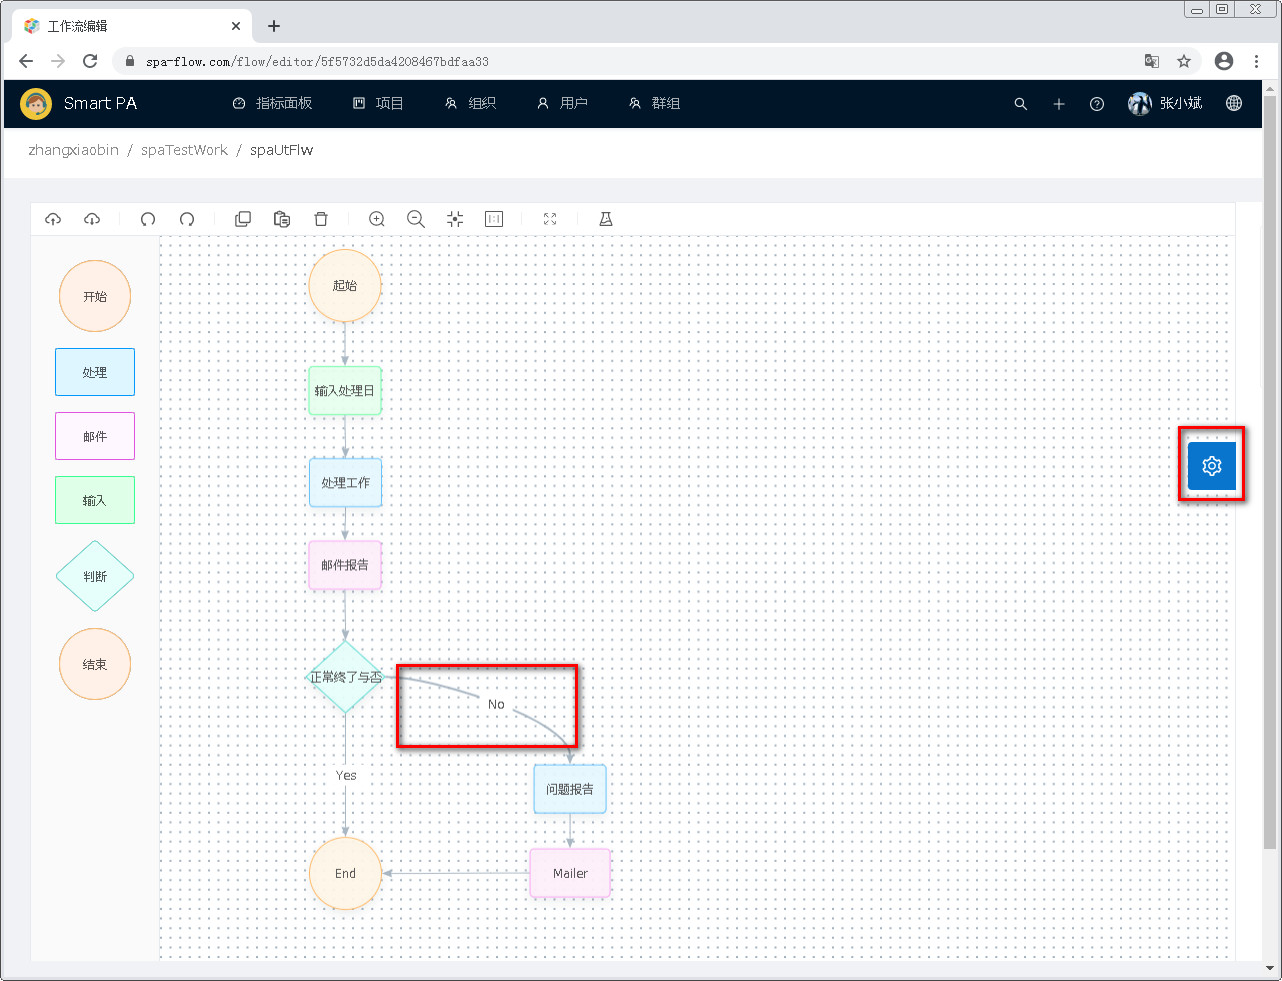 工作流编辑
spa-flow.com/flow/editor/5f5732d5da4208467bdfaa33
Smart PA 指标面板 项目 组织 用户 群组 张小斌
zhangxiaobin / spaTestWork / spaUtFlw
开始
处理
邮件
输入
判断
结束
起始
输入处理日
处理工作
邮件报告
正常终了与否
No
Yes
问题报告
End
Mailer